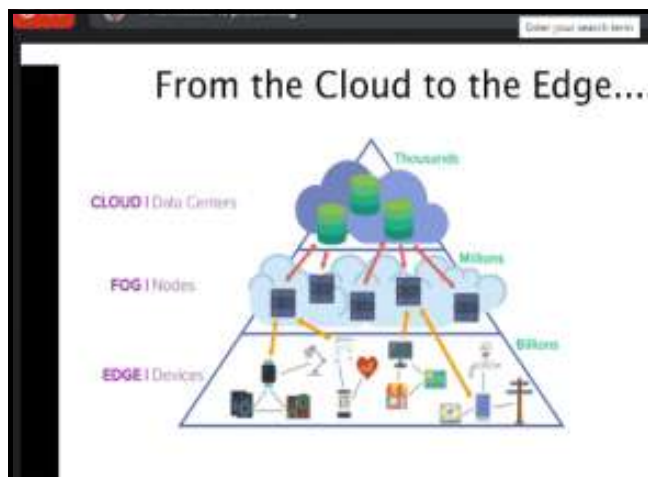 Enter your search term
From the Cloud to the Edge....
Thousands
CLOUD | Data Centers
Millions
FOG | Nodes
Billions
EDGE | Devices